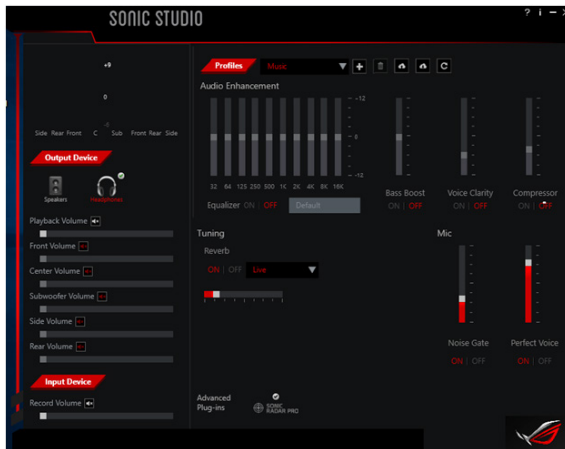 SONIC STUDIO
? i
+9
0
-9
Side Rear Front C Sub Front Rear Side
Output Device
Speakers
Headphones
Playback Volume
Front Volume
Center Volume
Subwoofer Volume
Side Volume
Rear Volume
Input Device
Record Volume
Profiles Music
Audio Enhancement
+12
0
-12
32 64 125 250 500 1K 2K 4K 8K 16K
Equalizer ON OFF Default
Bass Boost
ON | OFF
Voice Clarity
ON | OFF
Compressor
ON | OFF
Tuning
Reverb
ON | OFF Live
Mic
Noise Gate
ON | OFF
Perfect Voice
ON | OFF
Advanced
Plug-ins
SONIC
RADAR PRO